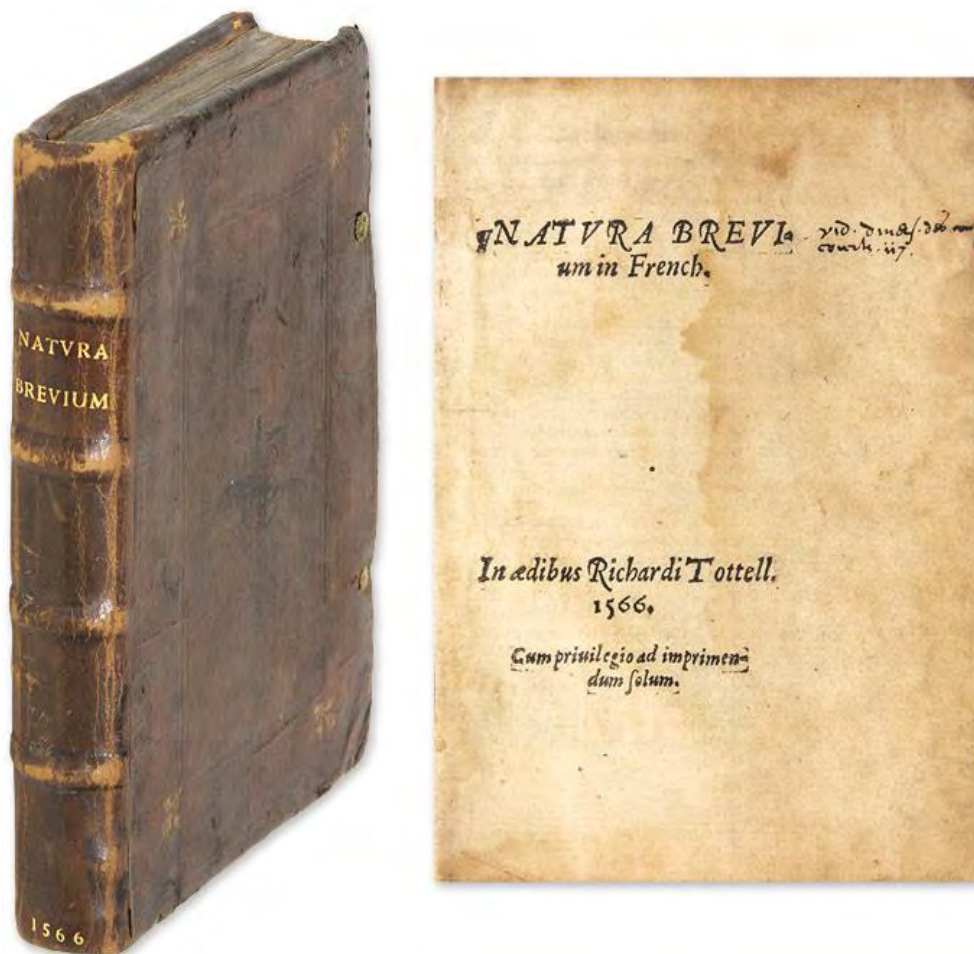 NATVRA
BREVIUM
1566
¶NATVRA BREVI-
um in French.
vid.
In ædibus Richardi Tottell.
1566.
Cum priuilegio ad imprimen-
dum ſolum.